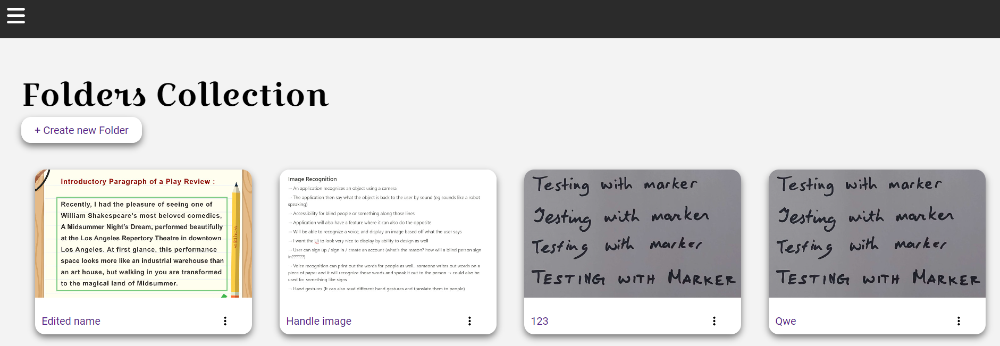 Folders Collection
+ Create new Folder
Introductory Paragraph of a Play Review :
Recently, I had the pleasure of seeing one of
William Shakespeare's most beloved comedies,
A Midsummer Night's Dream, performed beautifully
at the Los Angeles Repertory Theatre in downtown
Los Angeles. At first glance, this performance
space looks more like an industrial warehouse than
an art house, but walking in you are transformed
to the magical land of Midsummer.
wikihow
Edited name
Image Recognition
→ An application recognizes an object using a camera
→ The application then say what the object is back to the user by sound (eg sounds like a robot
speaking)
→ Accessibility for blind people or something along those lines
→ Application will also have a feature where it can also do the opposite
→ Will be able to recognize a voice, and display an image based off what the user says
→ I want the Ui to look very nice to display by ability to design as well
→ User can sign up / sign in / create an account (what's the reason? how will a blind person sign
in??????)
→ Voice recognition can print out the words for people as well.. someone writes out words on a
piece of paper and it will recognize those words and speak it out to the person → could also be
used for something like signs
→ Hand gestures (It can also read different hand gestures and translate them to people)
Handle image
Testing with marker
Testing with marker
Testing with marker
TESTING WITH MARKER
123
Testing with marker
Testing with marker
Testing with marker
TESTING WITH MARKER
Qwe